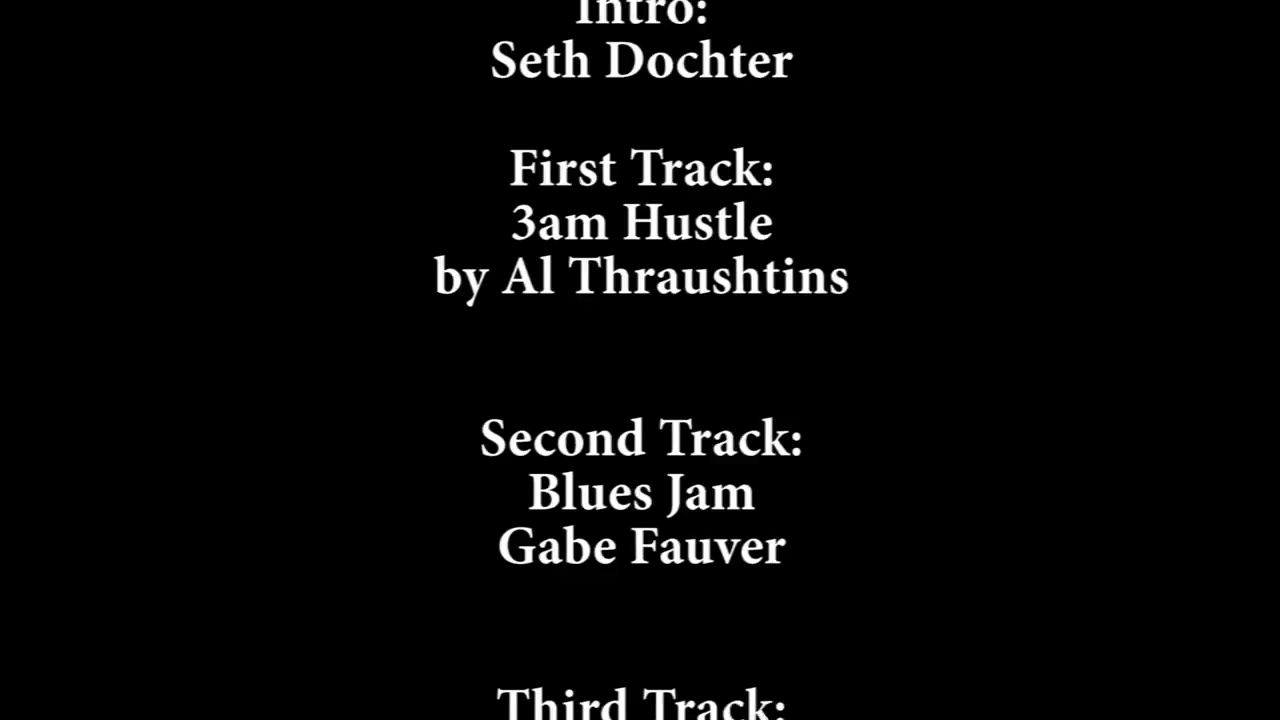 Intro:
Seth Dochter
First Track:
3am Hustle
by Al Thraushtins
Second Track:
Blues Jam
Gabe Fauver
Third Track: